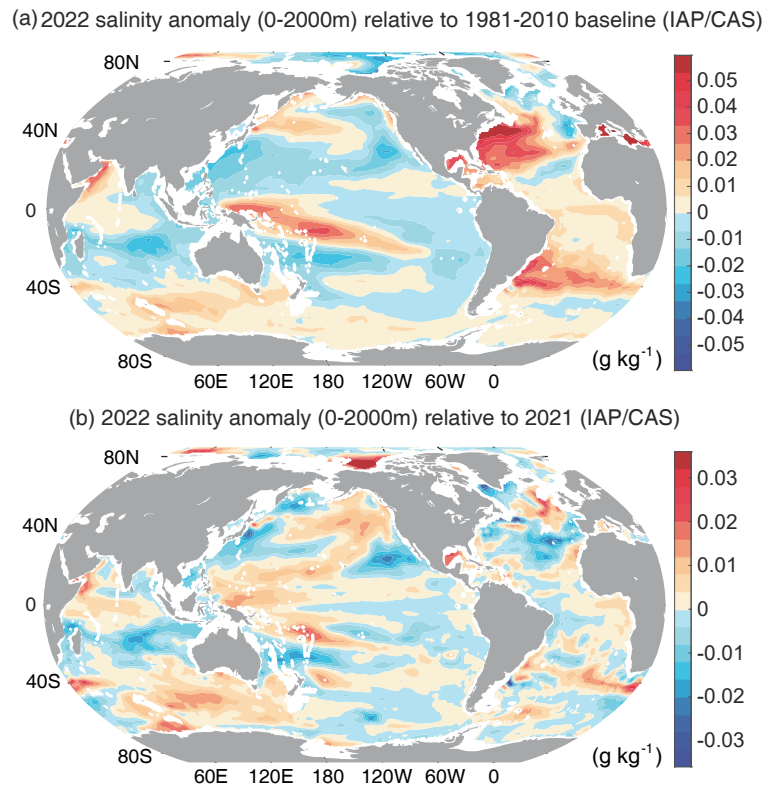 (a) 2022 salinity anomaly (0-2000m) relative to 1981-2010 baseline (IAP/CAS)
80N
40N
0
40S
80S
60E 120E 180 120W 60W 0
0.05
0.04
0.03
0.02
0.01
0
-0.01
-0.02
-0.03
-0.04
-0.05
(g kg⁻¹)
(b) 2022 salinity anomaly (0-2000m) relative to 2021 (IAP/CAS)
80N
40N
0
40S
80S
60E 120E 180 120W 60W 0
0.03
0.02
0.01
0
-0.01
-0.02
-0.03
(g kg⁻¹)